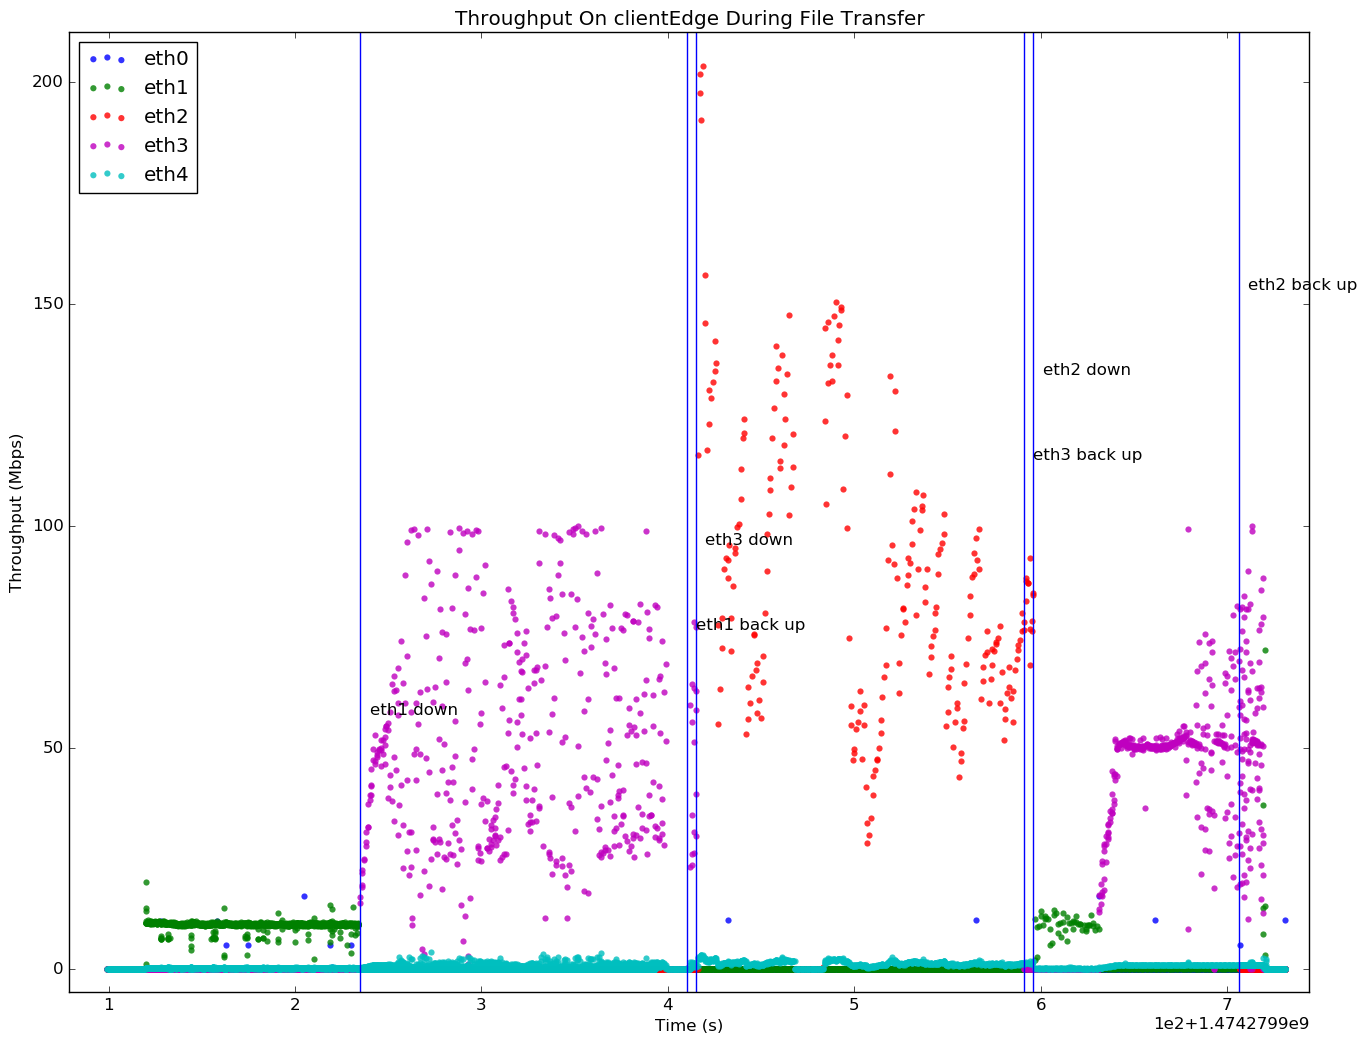 Throughput On clientEdge During File Transfer
eth0
eth1
eth2
eth3
eth4
200
150
100
50
0
Throughput (Mbps)
eth1 down
eth1 back up
eth3 down
eth3 back up
eth2 down
eth2 back up
1 2 3 4 5 6 7
Time (s)
1e2+1.4742799e9